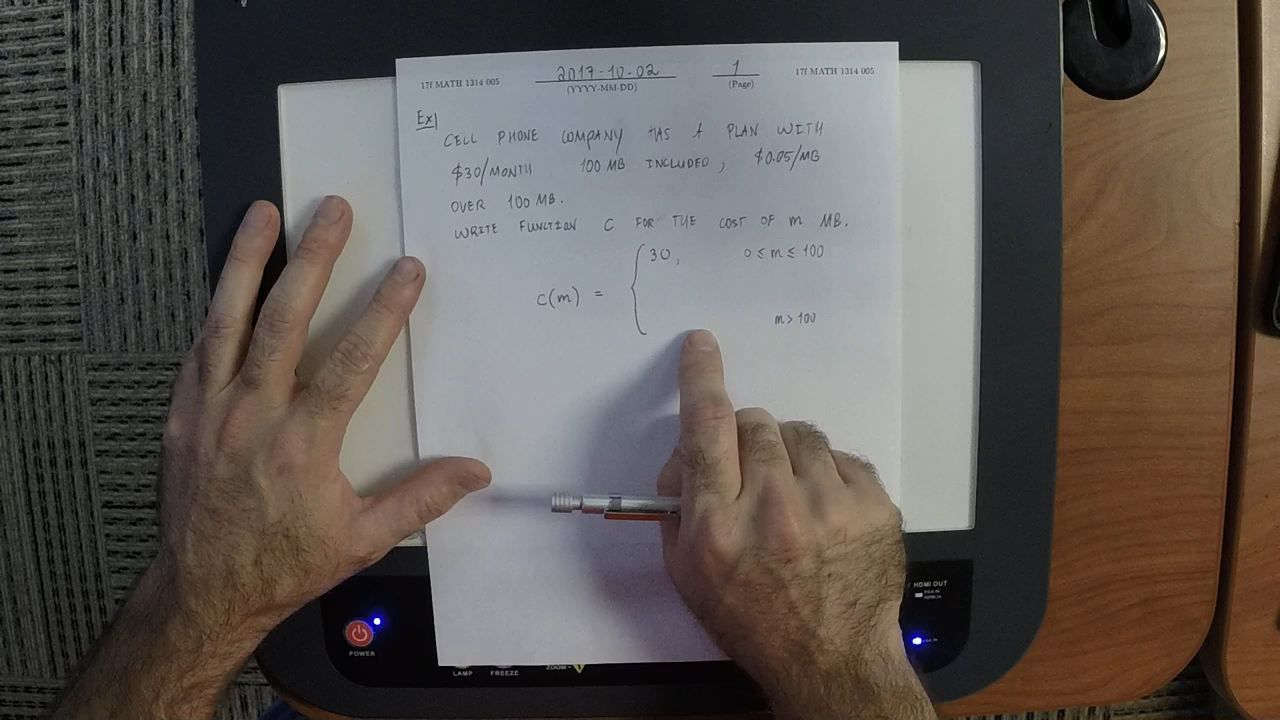 17f MATH 1314 005 2017-10-02 1 17f MATH 1314 005
(YYYY-MM-DD) (Page)
Ex1
CELL PHONE COMPANY HAS A PLAN WITH
$30/MONTH 100 MB INCLUDED, $0.05/MB
OVER 100 MB.
WRITE FUNCTION C FOR THE COST OF m MB.
30, 0 ≤ m ≤ 100
C(m) = {
m > 100
HDMI OUT
POWER
LAMP FREEZE ZOOM